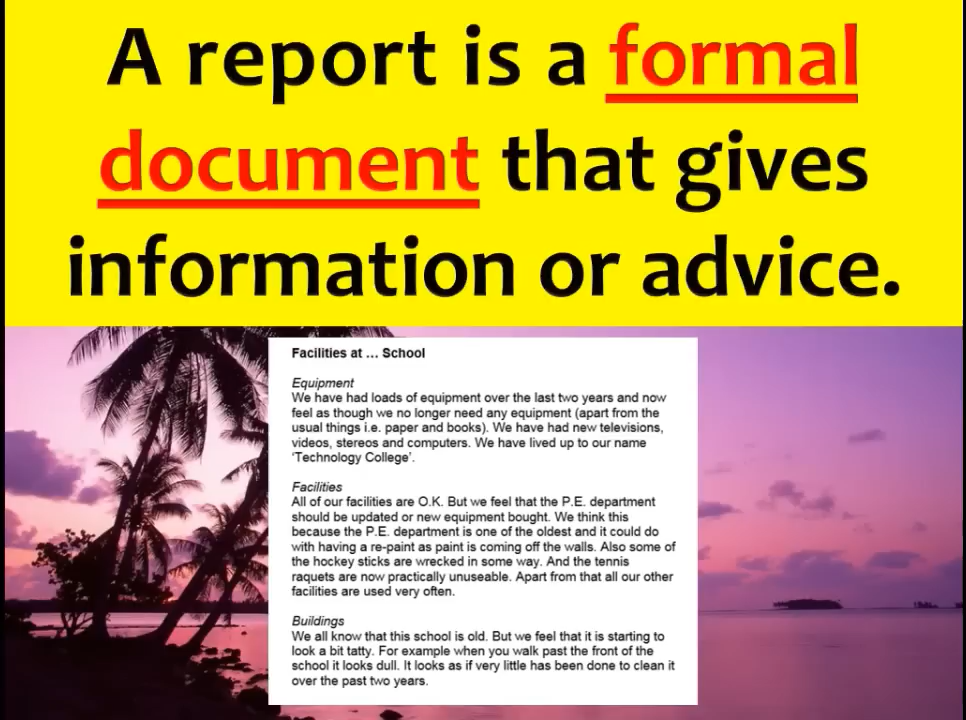 A report is a formal
document that gives
information or advice.
Facilities at ... School
Equipment
We have had loads of equipment over the last two years and now
feel as though we no longer need any equipment (apart from the
usual things i.e. paper and books). We have had new televisions,
videos, stereos and computers. We have lived up to our name
‘Technology College’.
Facilities
All of our facilities are O.K. But we feel that the P.E. department
should be updated or new equipment bought. We think this
because the P.E. department is one of the oldest and it could do
with having a re-paint as paint is coming off the walls. Also some of
the hockey sticks are wrecked in some way. And the tennis
raquets are now practically unuseable. Apart from that all our other
facilities are used very often.
Buildings
We all know that this school is old. But we feel that it is starting to
look a bit tatty. For example when you walk past the front of the
school it looks dull. It looks as if very little has been done to clean it
over the past two years.